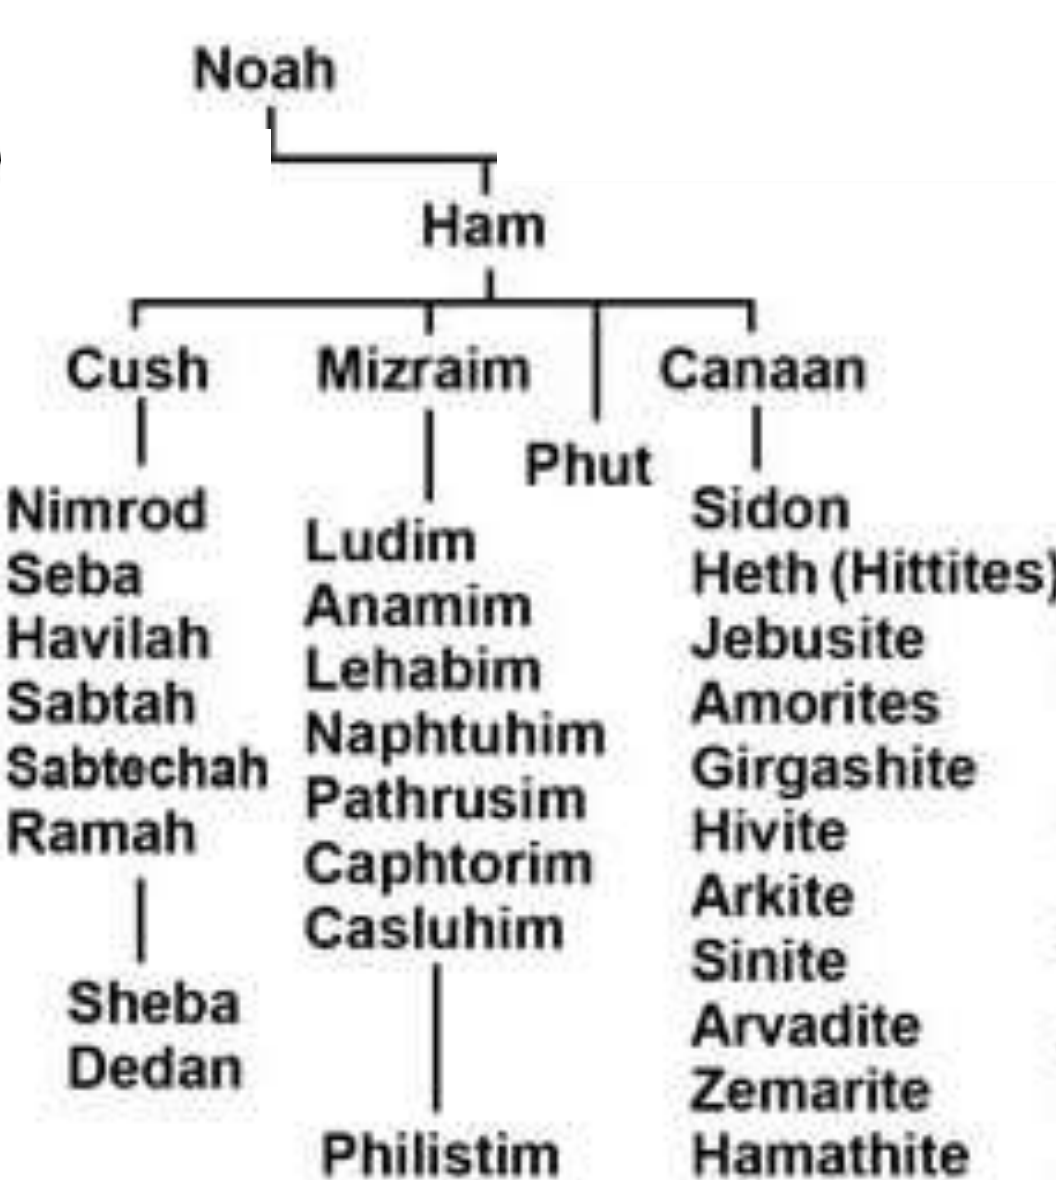 Noah
Ham
Cush Mizraim Canaan
Phut
Nimrod
Seba
Havilah
Sabtah
Sabtechah
Ramah
Sheba
Dedan
Ludim
Anamim
Lehabim
Naphtuhim
Pathrusim
Caphtorim
Casluhim
Philistim
Sidon
Heth (Hittites)
Jebusite
Amorites
Girgashite
Hivite
Arkite
Sinite
Arvadite
Zemarite
Hamathite